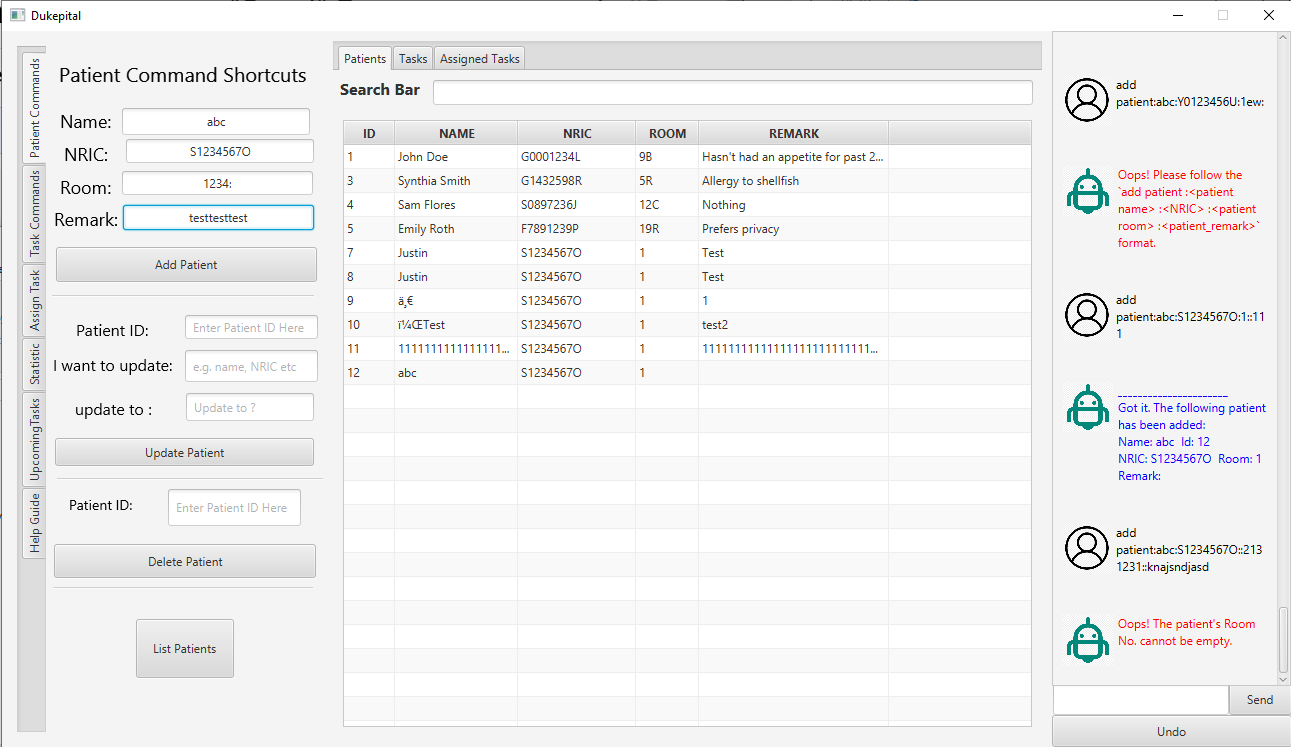 Dukepital
Patient Commands
Task Commands
Assign Task
Statistic
UpcomingTasks
Help Guide
Patient Command Shortcuts
Name: abc
NRIC: S1234567O
Room: 1234:
Remark: testtesttest
Add Patient
Patient ID: Enter Patient ID Here
I want to update: e.g. name, NRIC etc
update to : Update to ?
Update Patient
Patient ID: Enter Patient ID Here
Delete Patient
List Patients
Patients Tasks Assigned Tasks
Search Bar
ID NAME NRIC ROOM REMARK
1 John Doe G0001234L 9B Hasn't had an appetite for past 2...
3 Synthia Smith G1432598R 5R Allergy to shellfish
4 Sam Flores S0897236J 12C Nothing
5 Emily Roth F7891239P 19R Prefers privacy
7 Justin S1234567O 1 Test
8 Justin S1234567O 1 Test
9 ä¸€ S1234567O 1 1
10 ï¼ŒTest S1234567O 1 test2
11 1111111111111111... S1234567O 1 1111111111111111111111111...
12 abc S1234567O 1
add
patient:abc:Y0123456U:1ew:
Oops! Please follow the
`add patient :<patient
name> :<NRIC> :<patient
room> :<patient_remark>`
format.
add
patient:abc:S1234567O:1::11
1
______________________
Got it. The following patient
has been added:
Name: abc Id: 12
NRIC: S1234567O Room: 1
Remark:
add
patient:abc:S1234567O::213
1231::knajsndjasd
Oops! The patient's Room
No. cannot be empty.
Send
Undo